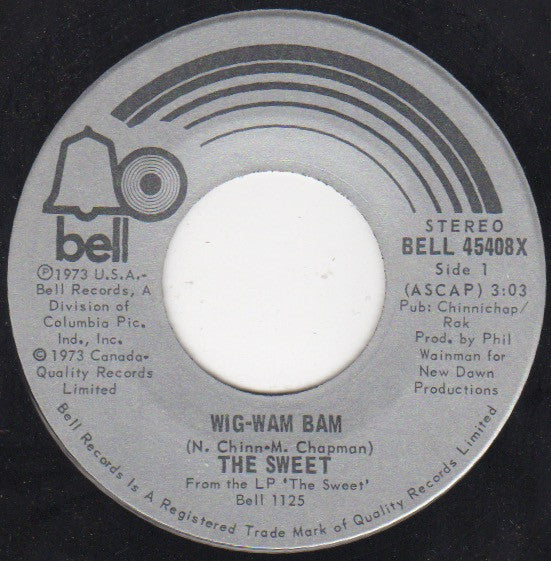 bell
Ⓟ1973 U.S.A.-
Bell Records, A
Division of
Columbia Pic.
Ind., Inc.
© 1973 Canada-
Quality Records
Limited
STEREO
BELL 45408X
Side 1
(ASCAP) 3:03
Pub: Chinnichap/
Rak
Prod. by Phil
Wainman for
New Dawn
Productions
WIG-WAM BAM
(N. Chinn-M. Chapman)
THE SWEET
From the LP 'The Sweet'
Bell 1125
Bell Records Is A Registered Trade Mark of Quality Records Limited